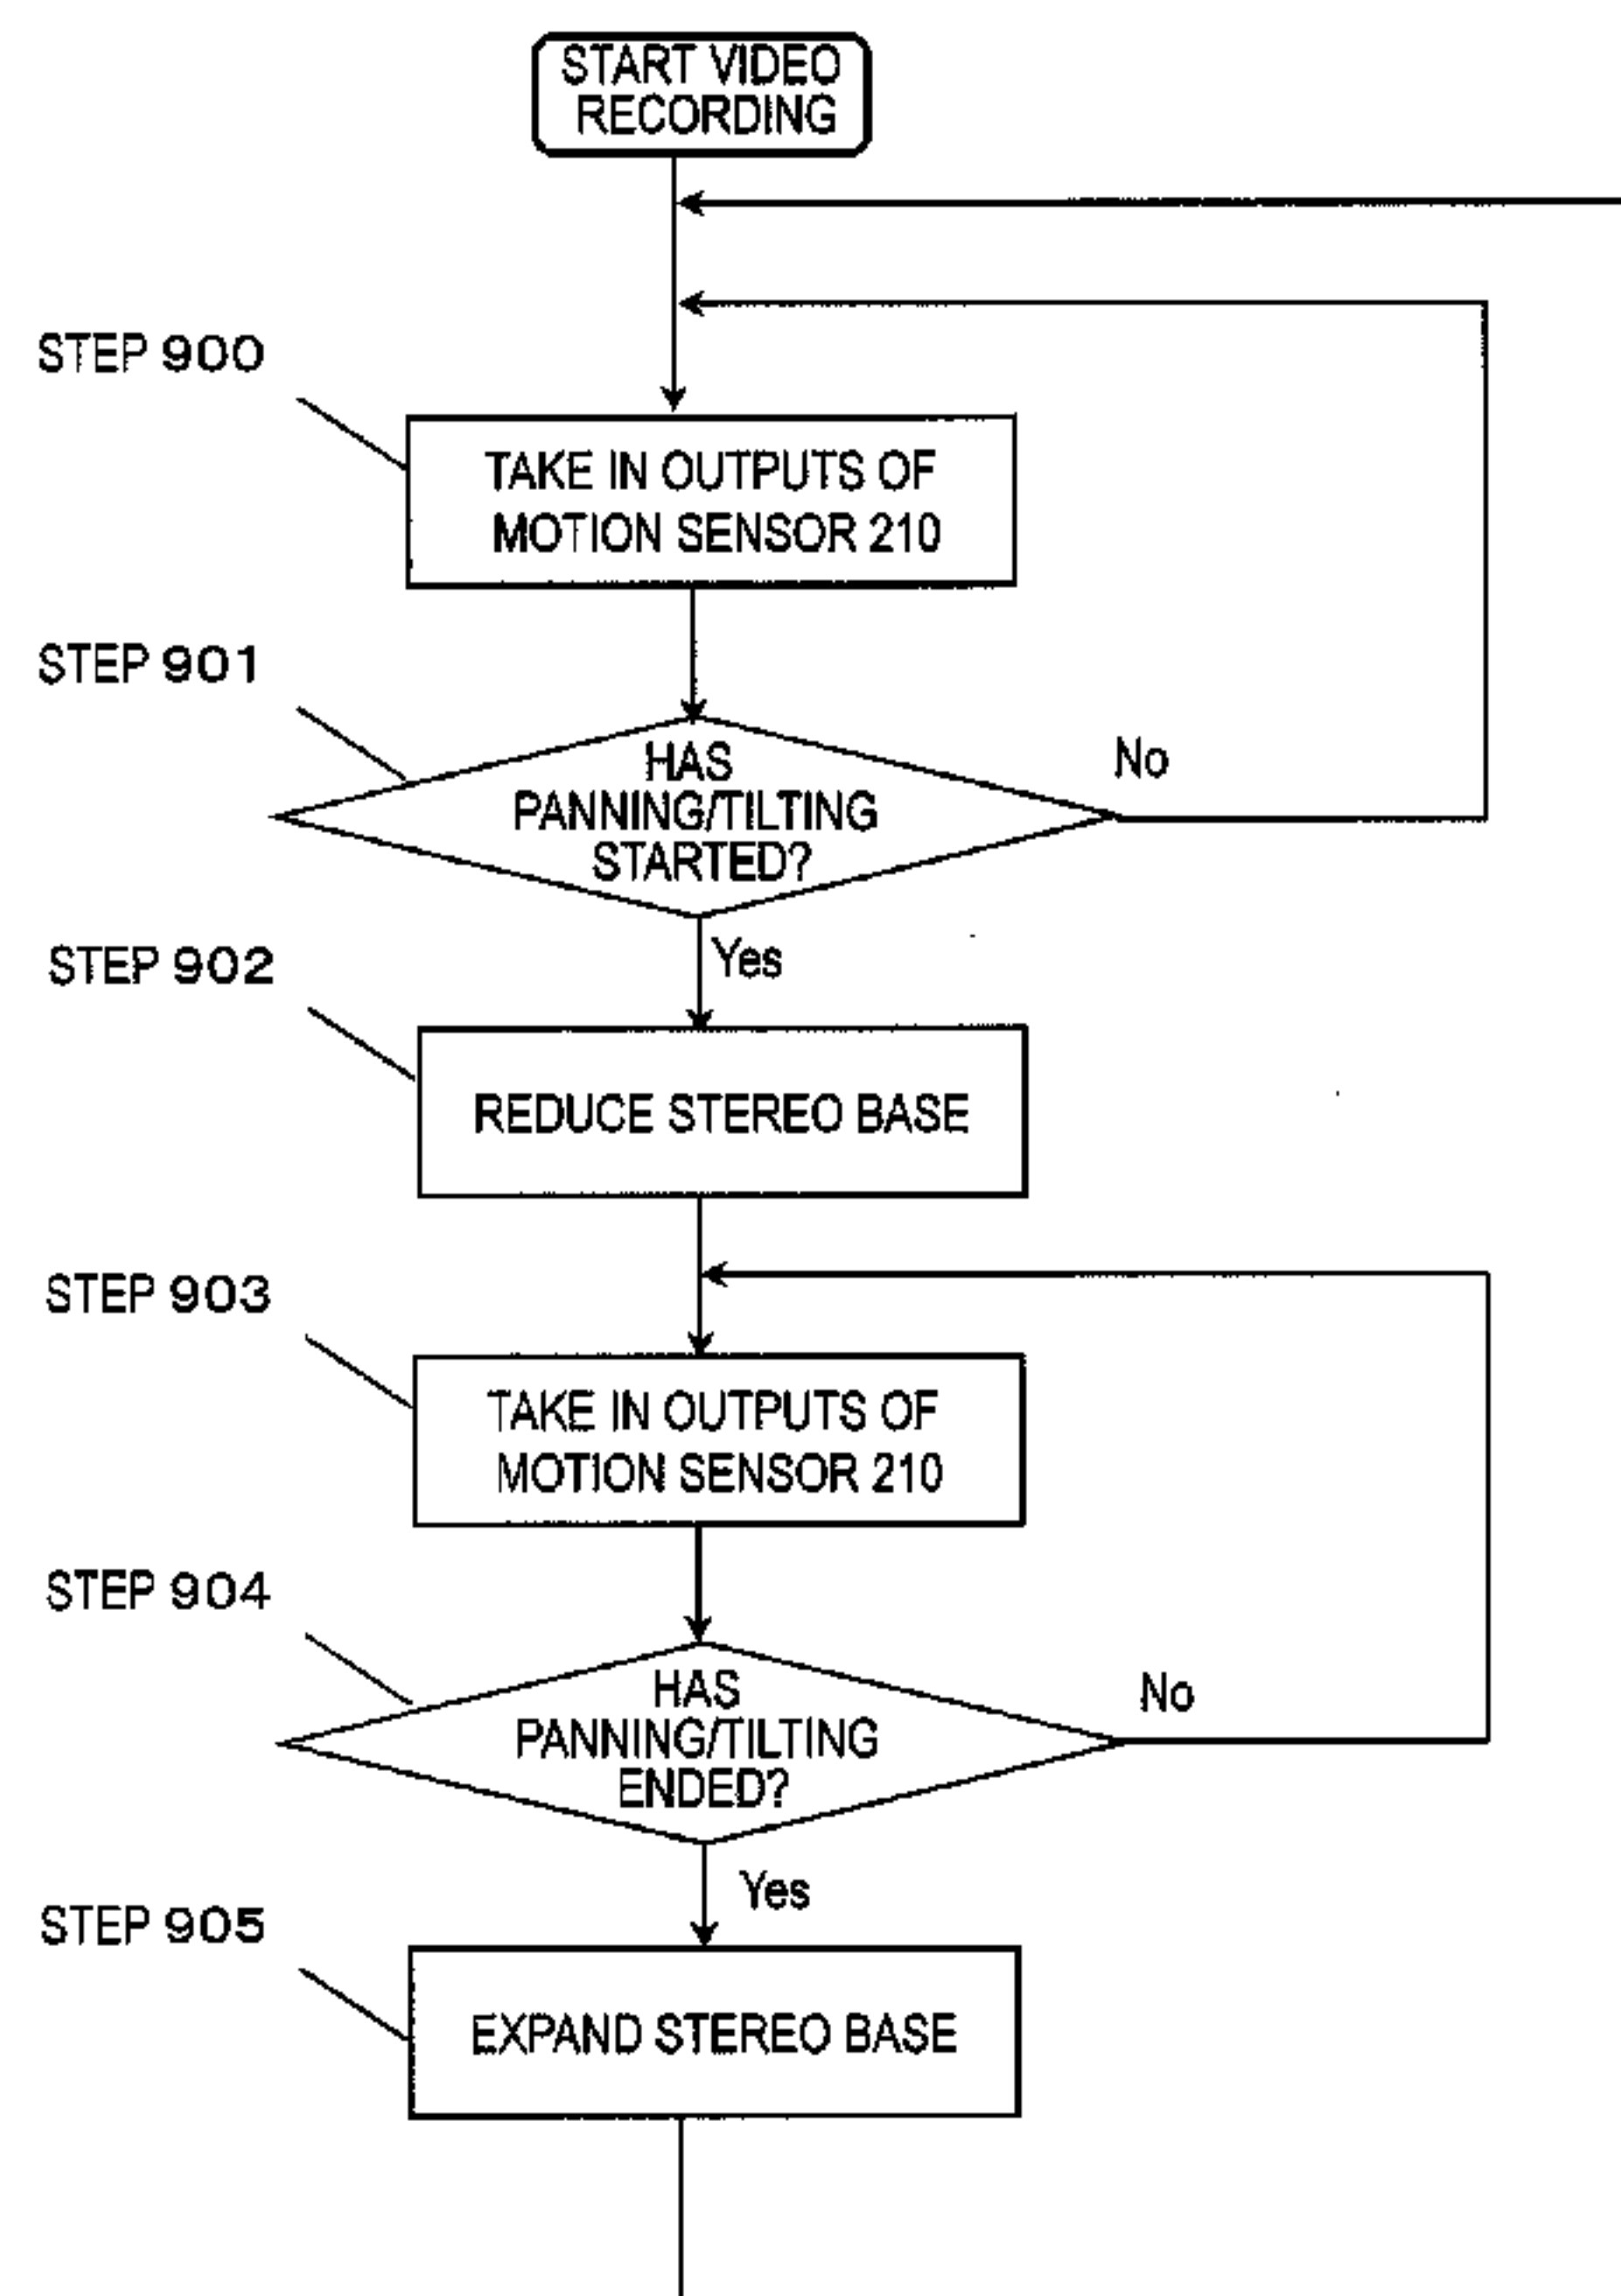 START VIDEO
RECORDING
STEP 900
TAKE IN OUTPUTS OF
MOTION SENSOR 210
STEP 901
HAS
PANNING/TILTING
STARTED?
No
Yes
STEP 902
REDUCE STEREO BASE
STEP 903
TAKE IN OUTPUTS OF
MOTION SENSOR 210
STEP 904
HAS
PANNING/TILTING
ENDED?
No
Yes
STEP 905
EXPAND STEREO BASE